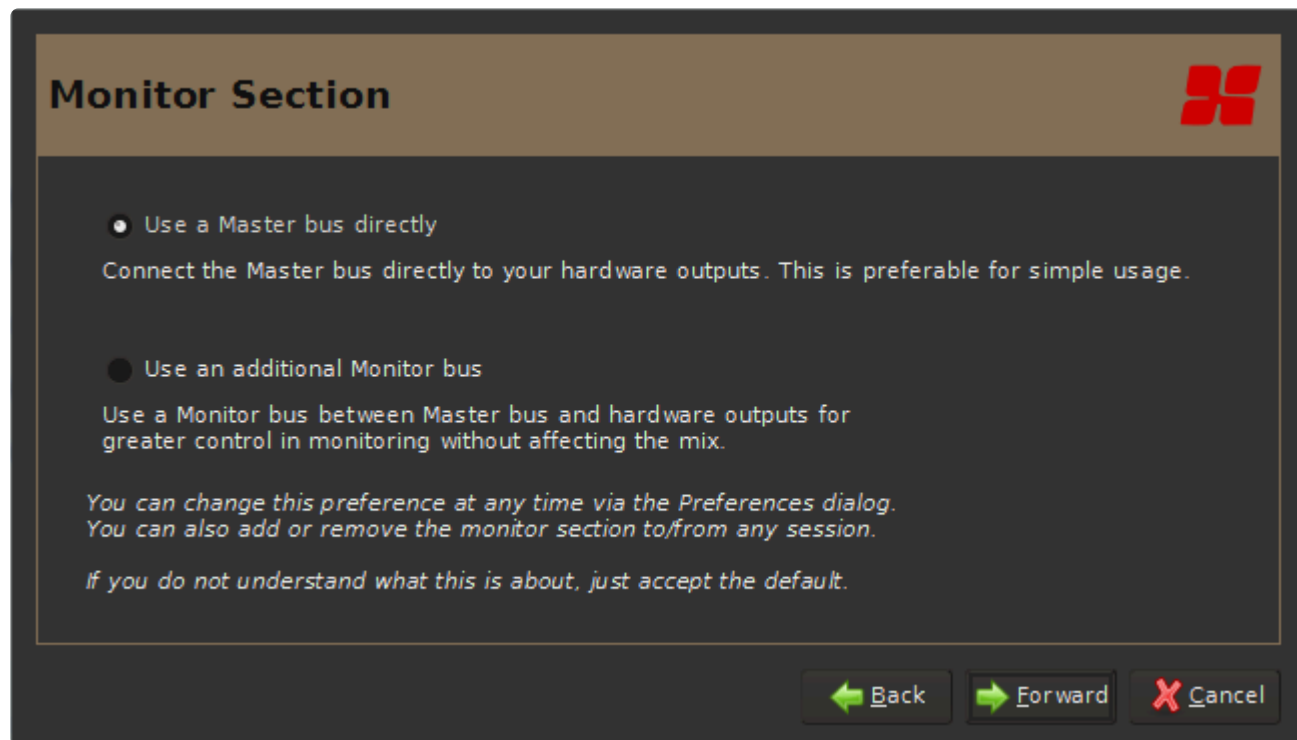 Monitor Section
Use a Master bus directly
Connect the Master bus directly to your hardware outputs. This is preferable for simple usage.
Use an additional Monitor bus
Use a Monitor bus between Master bus and hardware outputs for
greater control in monitoring without affecting the mix.
You can change this preference at any time via the Preferences dialog.
You can also add or remove the monitor section to/from any session.
If you do not understand what this is about, just accept the default.
Back Forward Cancel